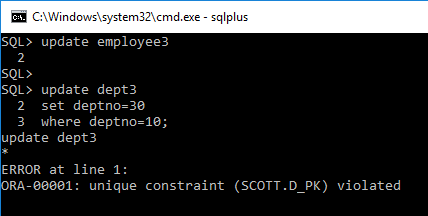 C:\Windows\system32\cmd.exe - sqlplus
SQL> update employee3
2
SQL>
SQL> update dept3
2 set deptno=30
3 where deptno=10;
update dept3
*
ERROR at line 1:
ORA-00001: unique constraint (SCOTT.D_PK) violated